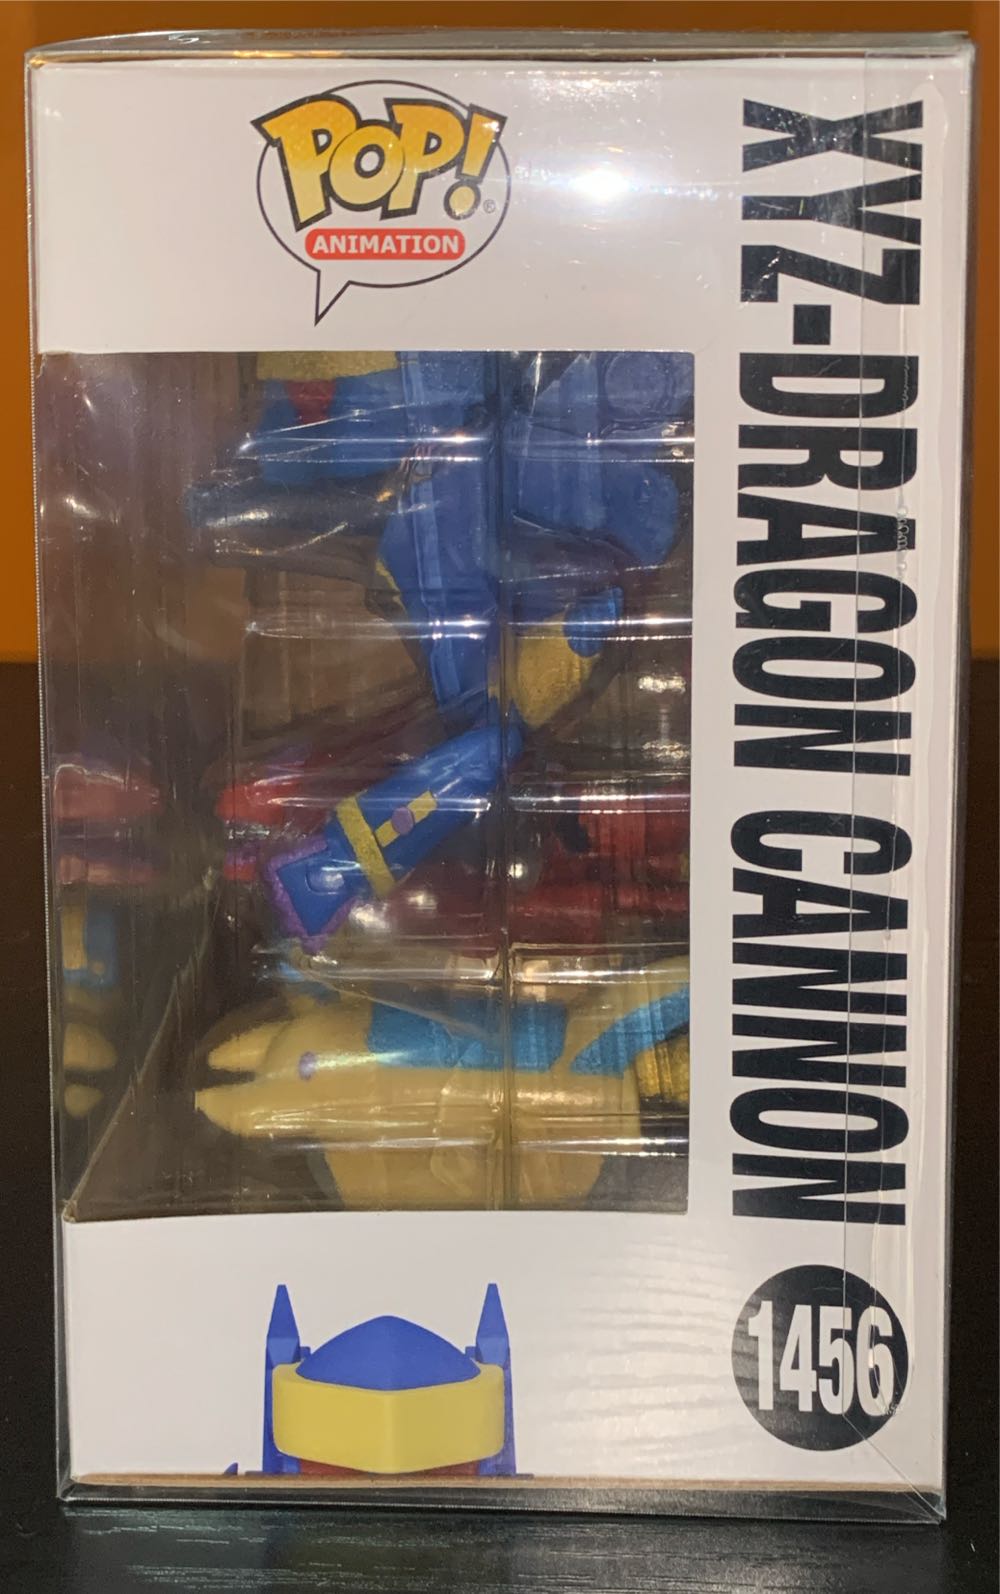 POP!®
ANIMATION
XYZ-DRAGON CANNON
1456